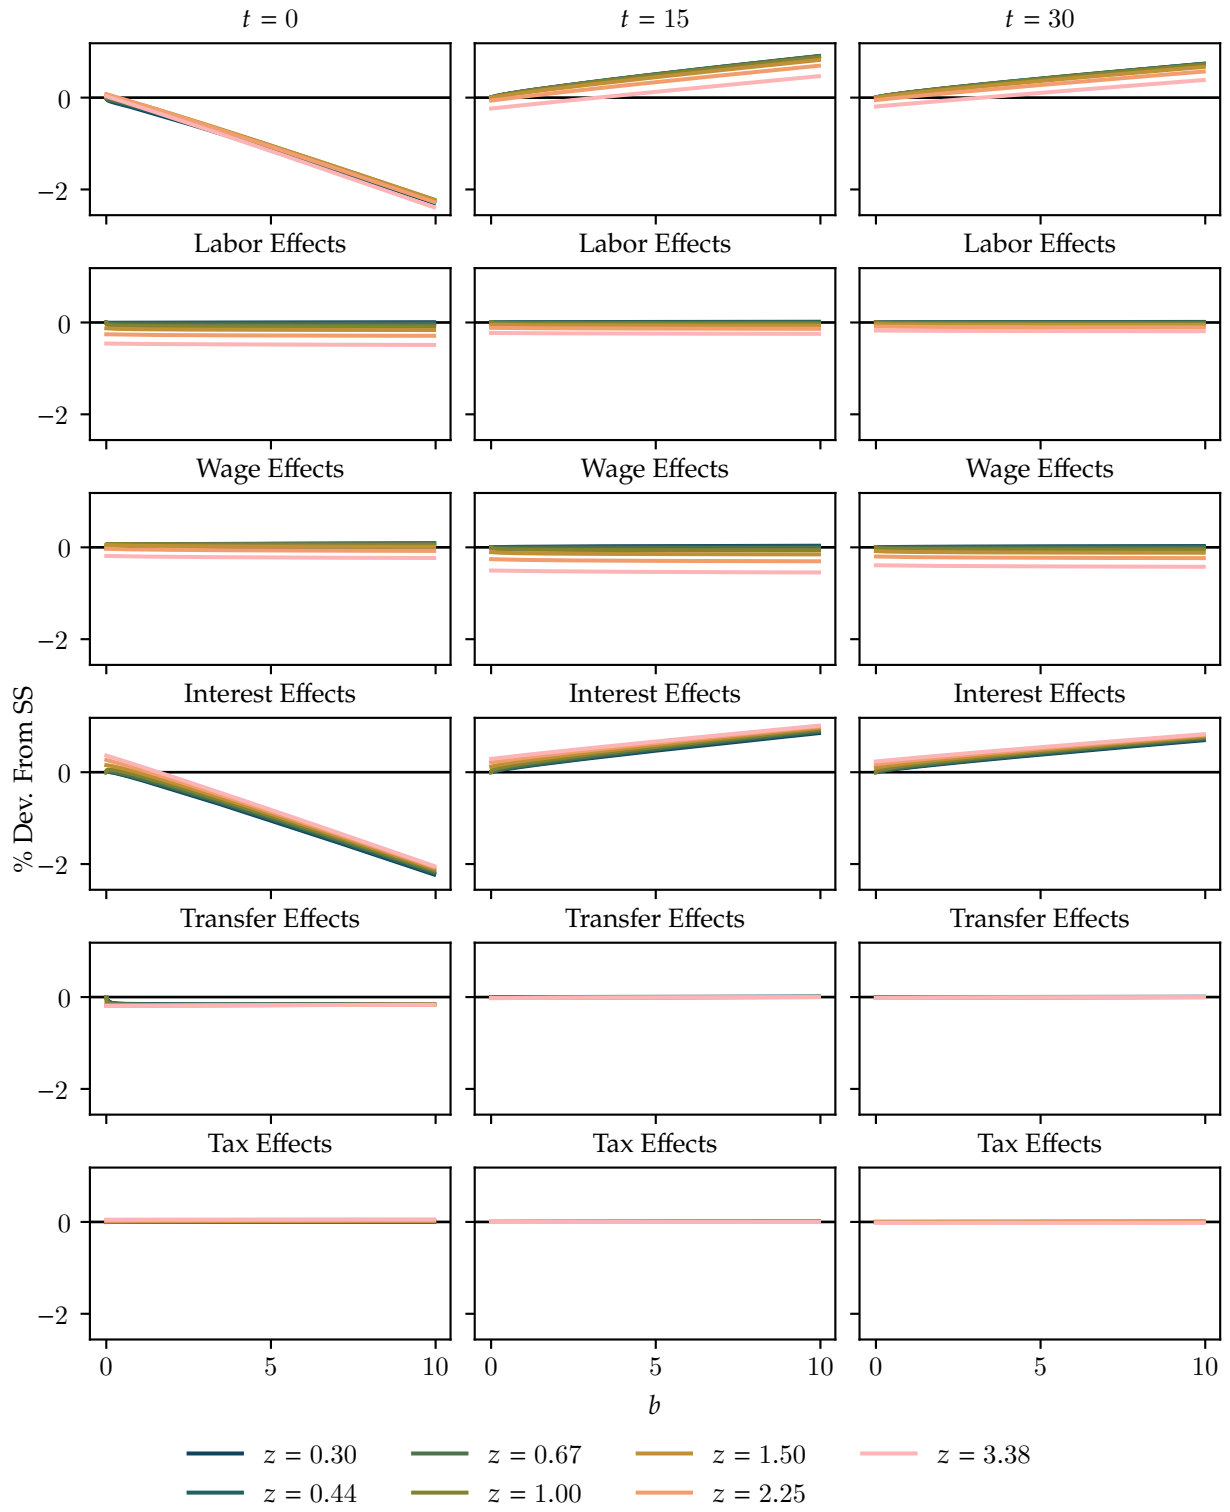 t = 0 t = 15 t = 30
0
−2
Labor Effects Labor Effects Labor Effects
0
−2
Wage Effects Wage Effects Wage Effects
0
−2
Interest Effects Interest Effects Interest Effects
% Dev. From SS
0
−2
Transfer Effects Transfer Effects Transfer Effects
0
−2
Tax Effects Tax Effects Tax Effects
0
−2
0 5 10 0 5 10 0 5 10
b
z = 0.30 z = 0.67 z = 1.50 z = 3.38
z = 0.44 z = 1.00 z = 2.25